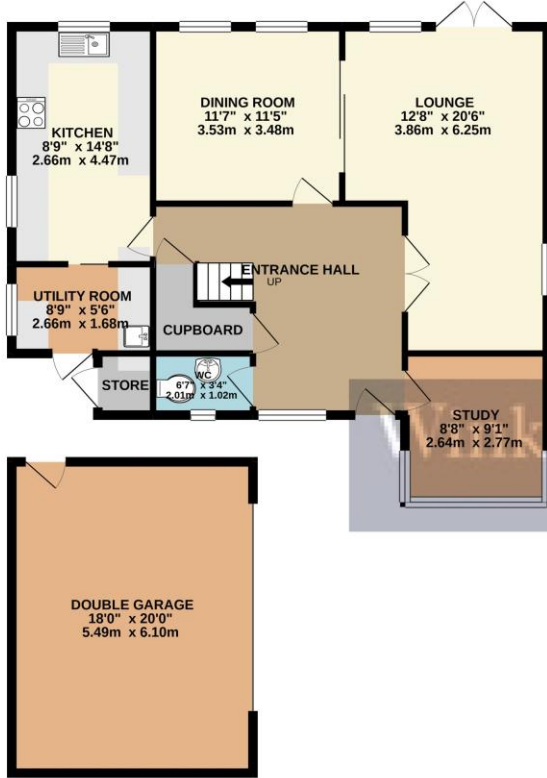 KITCHEN
8'9" x 14'8"
2.66m x 4.47m
DINING ROOM
11'7" x 11'5"
3.53m x 3.48m
LOUNGE
12'8" x 20'6"
3.86m x 6.25m
ENTRANCE HALL
UP
UTILITY ROOM
8'9" x 5'6"
2.66m x 1.68m
CUPBOARD
STORE
WC
6'7" x 3'4"
2.01m x 1.02m
STUDY
8'8" x 9'1"
2.64m x 2.77m
DOUBLE GARAGE
18'0" x 20'0"
5.49m x 6.10m